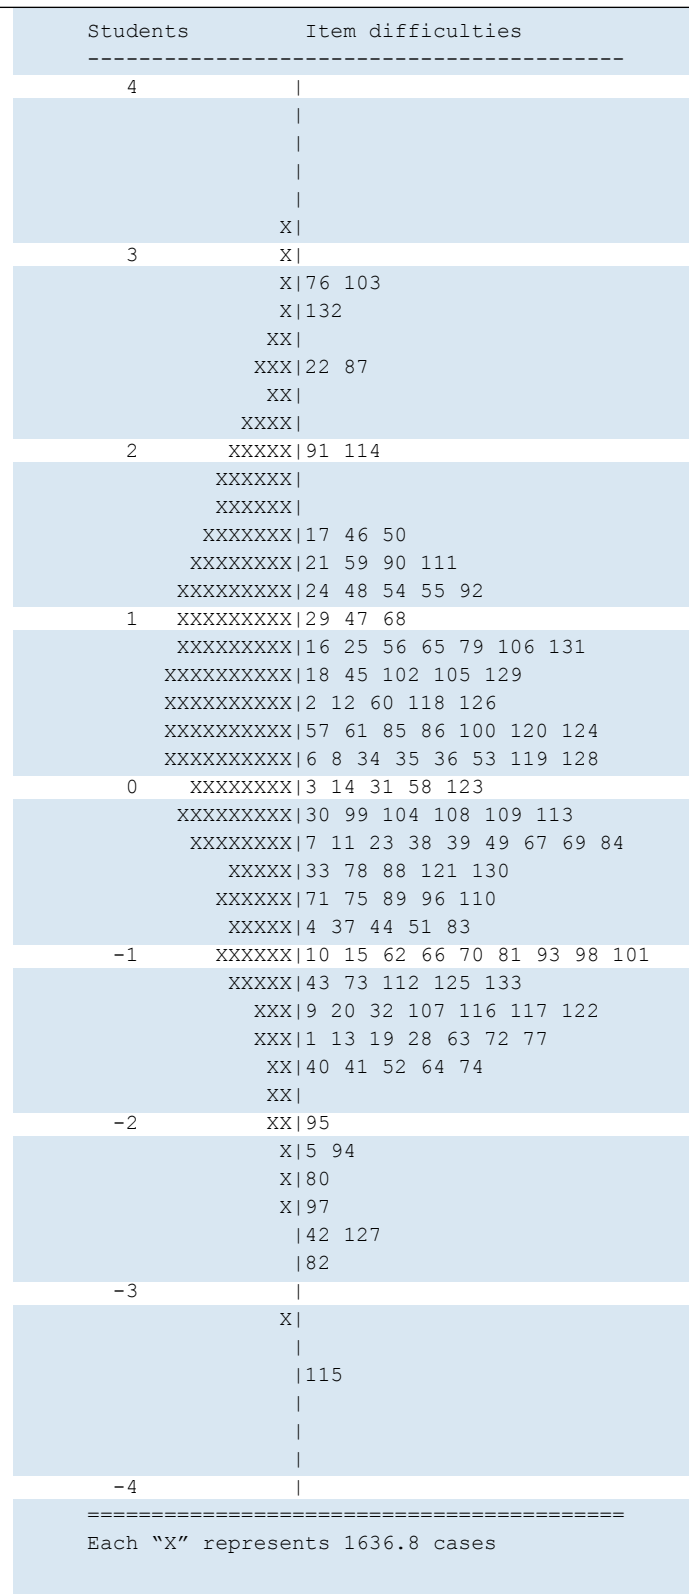 Students Item difficulties
------------------------------------------
4 |
|
|
|
|
X|
3 X|
X|76 103
X|132
XX|
XXX|22 87
XX|
XXXX|
2 XXXXX|91 114
XXXXXX|
XXXXXX|
XXXXXXX|17 46 50
XXXXXXXX|21 59 90 111
XXXXXXXXX|24 48 54 55 92
1 XXXXXXXXX|29 47 68
XXXXXXXXX|16 25 56 65 79 106 131
XXXXXXXXXX|18 45 102 105 129
XXXXXXXXXX|2 12 60 118 126
XXXXXXXXXX|57 61 85 86 100 120 124
XXXXXXXXXX|6 8 34 35 36 53 119 128
0 XXXXXXXX|3 14 31 58 123
XXXXXXXXX|30 99 104 108 109 113
XXXXXXXX|7 11 23 38 39 49 67 69 84
XXXXX|33 78 88 121 130
XXXXXX|71 75 89 96 110
XXXXX|4 37 44 51 83
-1 XXXXXX|10 15 62 66 70 81 93 98 101
XXXXX|43 73 112 125 133
XXX|9 20 32 107 116 117 122
XXX|1 13 19 28 63 72 77
XX|40 41 52 64 74
XX|
-2 XX|95
X|5 94
X|80
X|97
|42 127
|82
-3 |
X|
|
|115
|
|
|
-4 |
==========================================
Each “X” represents 1636.8 cases